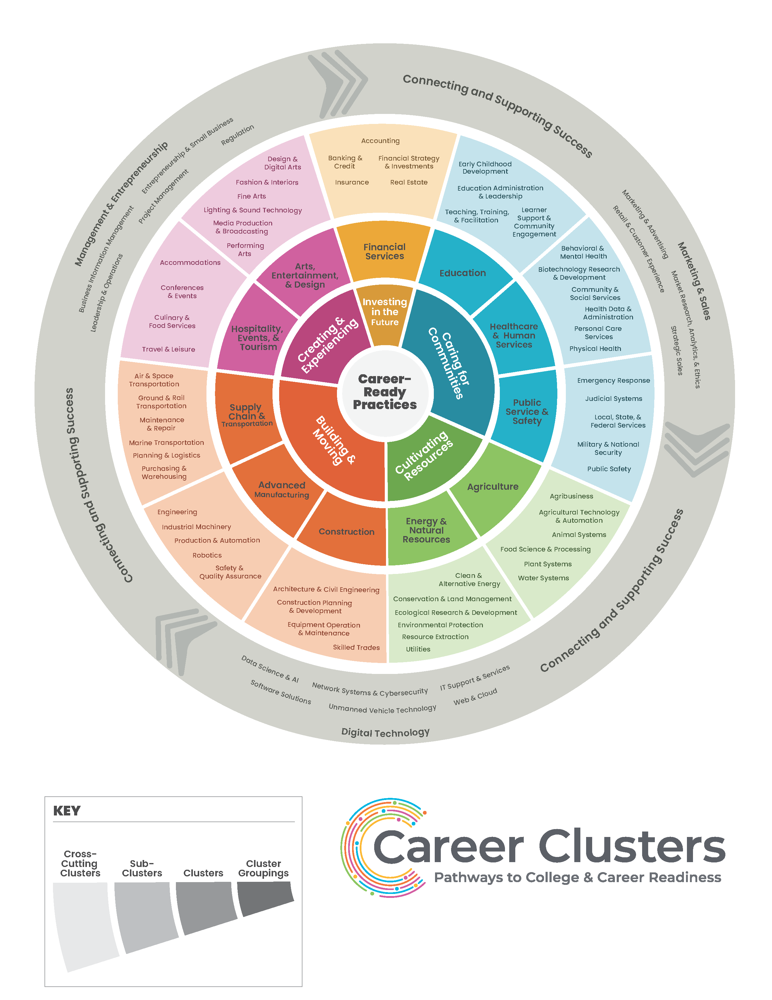 Connecting and Supporting Success
Management & Entrepreneurship
Entrepreneurship & Small Business
Regulation
Business Information Management
Project Management
Leadership & Operations
Marketing & Sales
Marketing & Advertising
Retail & Customer Experience
Market Research, Analytics, & Ethics
Strategic Sales
Connecting and Supporting Success
Connecting and Supporting Success
Data Science & AI
Network Systems & Cybersecurity
IT Support & Services
Software Solutions
Unmanned Vehicle Technology
Web & Cloud
Digital Technology
Accounting
Banking &
Credit
Financial Strategy
& Investments
Insurance
Real Estate
Early Childhood
Development
Education Administration
& Leadership
Teaching, Training,
& Facilitation
Learner
Support &
Community
Engagement
Behavioral &
Mental Health
Biotechnology Research
& Development
Community &
Social Services
Health Data &
Administration
Personal Care
Services
Physical Health
Emergency Response
Judicial Systems
Local, State, &
Federal Services
Military & National
Security
Public Safety
Agribusiness
Agricultural Technology
& Automation
Animal Systems
Food Science & Processing
Plant Systems
Water Systems
Clean &
Alternative Energy
Conservation & Land Management
Ecological Research & Development
Environmental Protection
Resource Extraction
Utilities
Architecture & Civil Engineering
Construction Planning
& Development
Equipment Operation
& Maintenance
Skilled Trades
Engineering
Industrial Machinery
Production & Automation
Robotics
Safety &
Quality Assurance
Air & Space
Transportation
Ground & Rail
Transportation
Maintenance
& Repair
Marine Transportation
Planning & Logistics
Purchasing &
Warehousing
Accommodations
Conferences
& Events
Culinary &
Food Services
Travel & Leisure
Design &
Digital Arts
Fashion & Interiors
Fine Arts
Lighting & Sound Technology
Media Production
& Broadcasting
Performing
Arts
Financial
Services
Education
Healthcare
& Human
Services
Public
Service &
Safety
Agriculture
Energy &
Natural
Resources
Construction
Advanced
Manufacturing
Supply
Chain &
Transportation
Hospitality,
Events, &
Tourism
Arts,
Entertainment,
& Design
Investing
in the
Future
Caring for
Communities
Cultivating
Resources
Building &
Moving
Creating &
Experiencing
Career-
Ready
Practices
KEY
Cross-
Cutting
Clusters
Sub-
Clusters
Clusters
Cluster
Groupings
Career Clusters
Pathways to College & Career Readiness